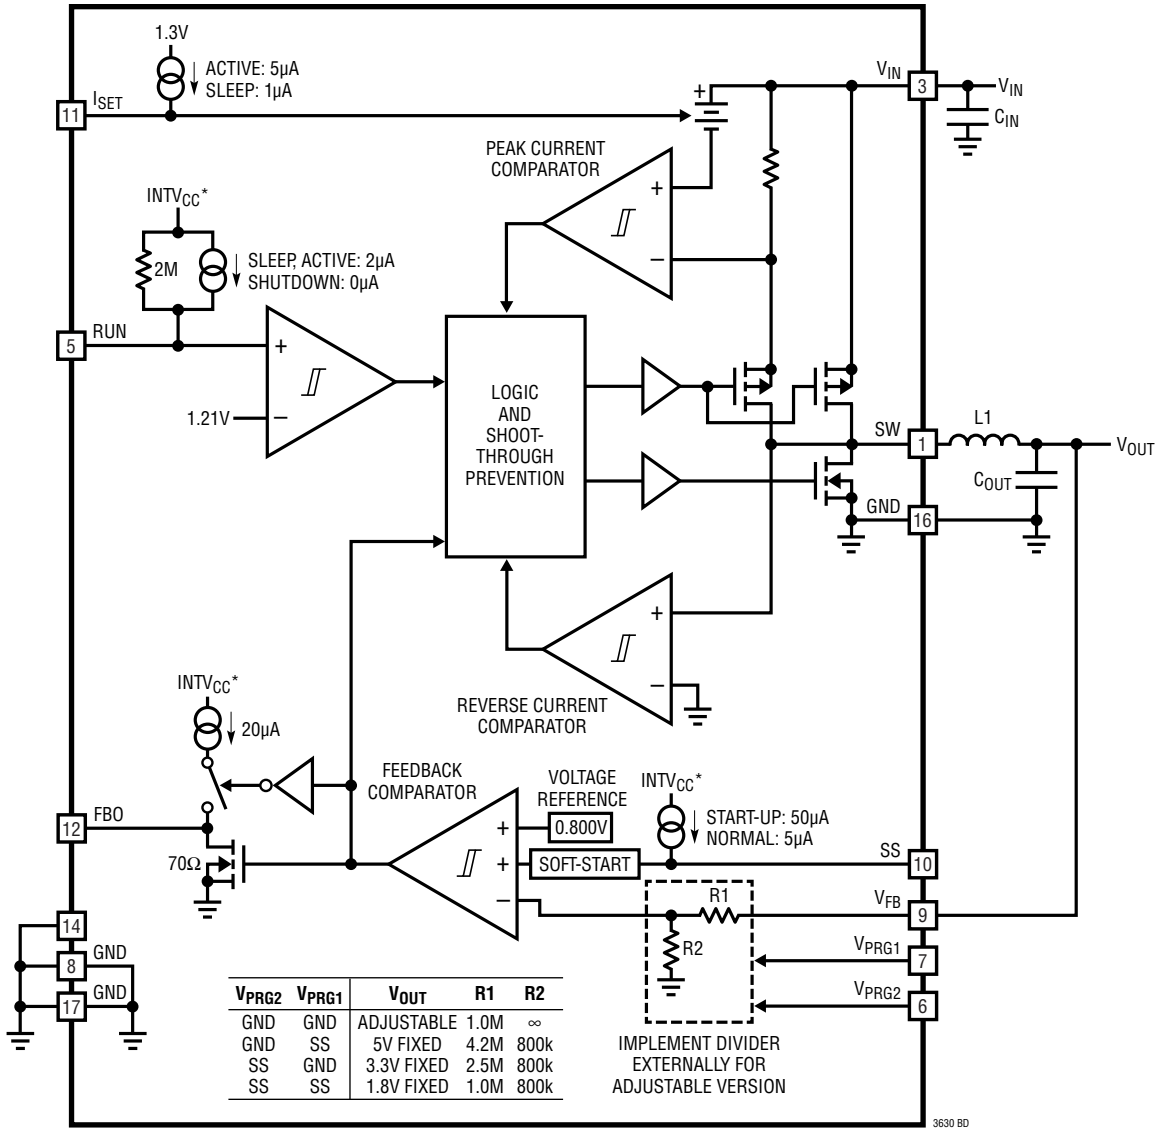 1.3V
ACTIVE: 5µA
SLEEP: 1µA
11
ISET
VIN
3
VIN
CIN
+
PEAK CURRENT
COMPARATOR
+
–
INTVCC*
2M
SLEEP, ACTIVE: 2µA
SHUTDOWN: 0µA
5
RUN
+
1.21V
–
LOGIC
AND
SHOOT-
THROUGH
PREVENTION
SW
1
L1
VOUT
COUT
GND
16
+
–
REVERSE CURRENT
COMPARATOR
INTVCC*
20µA
FEEDBACK
COMPARATOR
VOLTAGE
REFERENCE
0.800V
INTVCC*
START-UP: 50µA
NORMAL: 5µA
12
FBO
70Ω
+
+
–
SOFT-START
SS
10
R1
R2
VFB
9
VPRG1
7
VPRG2
6
14
8
GND
17
GND
VPRG2 VPRG1 VOUT R1 R2
GND GND ADJUSTABLE 1.0M ∞
GND SS 5V FIXED 4.2M 800k
SS GND 3.3V FIXED 2.5M 800k
SS SS 1.8V FIXED 1.0M 800k
IMPLEMENT DIVIDER
EXTERNALLY FOR
ADJUSTABLE VERSION
3630 BD